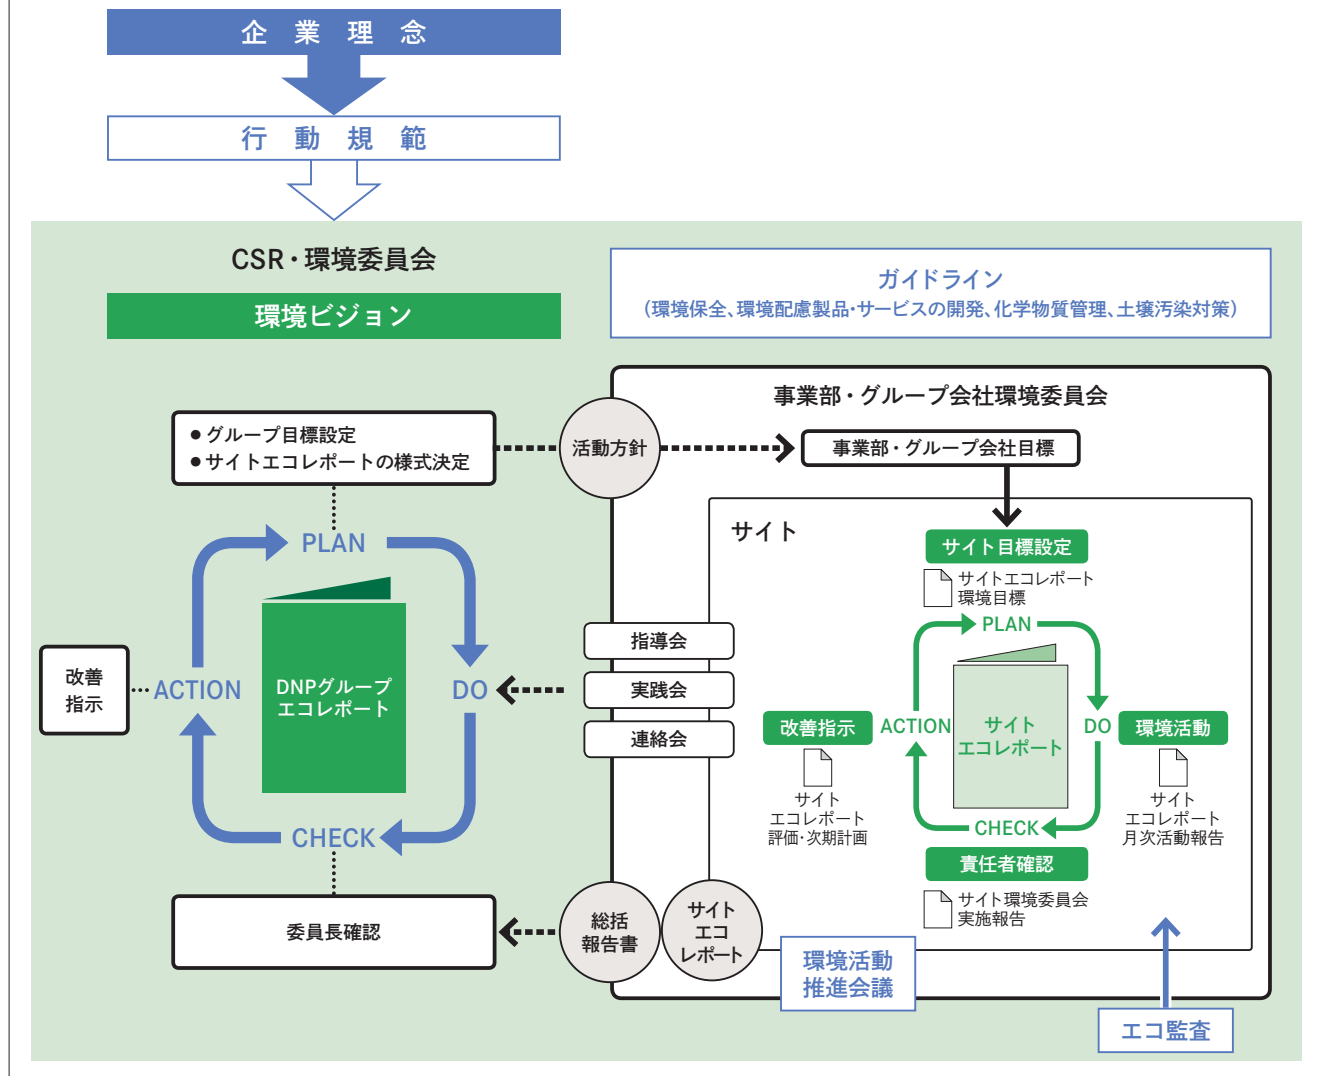 企業理念
行動規範
CSR・環境委員会
環境ビジョン
ガイドライン
(環境保全、環境配慮製品・サービスの開発、化学物質管理、土壌汚染対策)
●グループ目標設定
●サイトエコレポートの様式決定
活動方針
事業部・グループ会社環境委員会
事業部・グループ会社目標
PLAN
DO
CHECK
ACTION
DNPグループ
エコレポート
改善
指示
委員長確認
指導会
実践会
連絡会
総括
報告書
サイト
エコ
レポート
サイト
サイト目標設定
サイトエコレポート
環境目標
PLAN
DO
CHECK
ACTION
サイト
エコレポート
環境活動
サイト
エコレポート
月次活動報告
責任者確認
サイト環境委員会
実施報告
改善指示
サイト
エコレポート
評価・次期計画
環境活動
推進会議
エコ監査